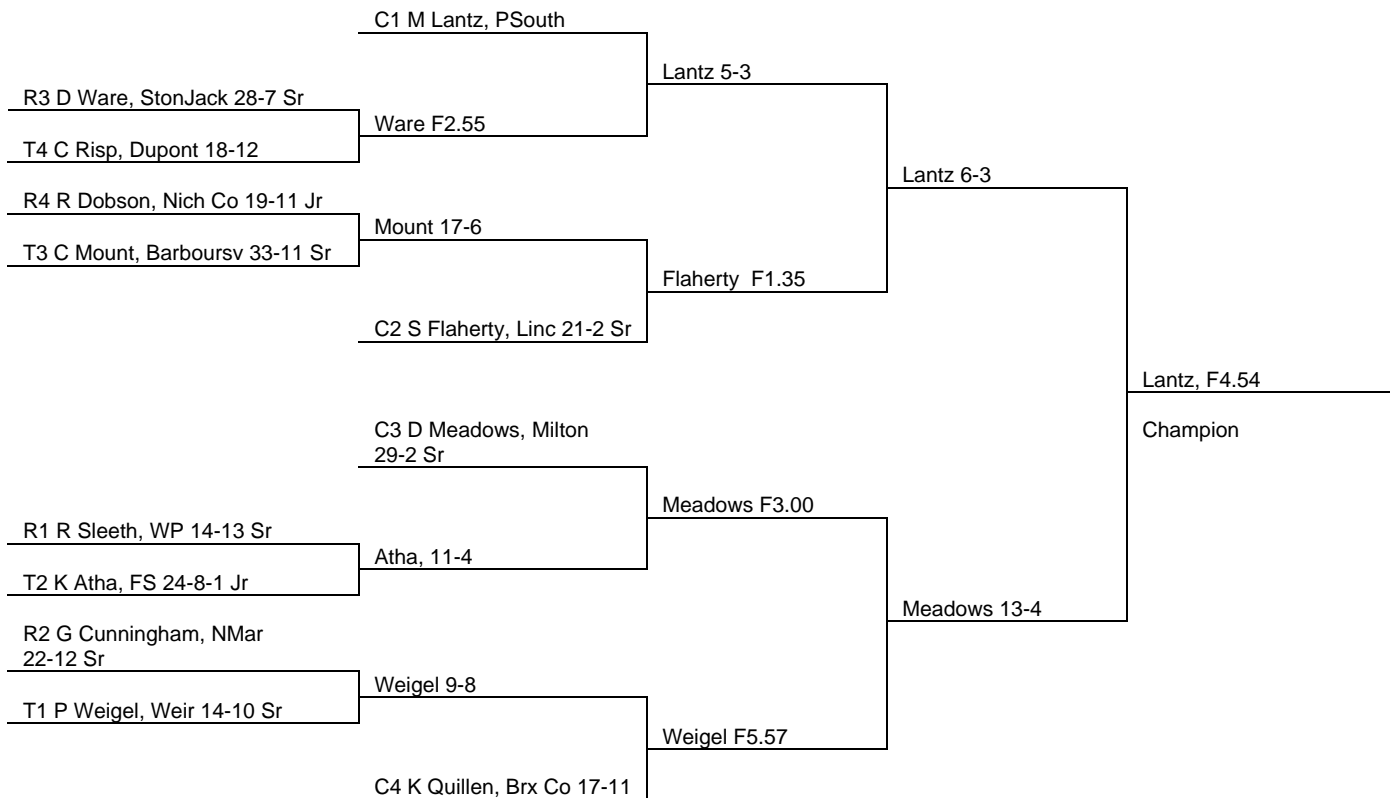 C1 M Lantz, PSouth
Lantz 5-3
R3 D Ware, StonJack 28-7 Sr
Ware F2.55
T4 C Risp, Dupont 18-12
Lantz 6-3
R4 R Dobson, Nich Co 19-11 Jr
Mount 17-6
T3 C Mount, Barboursv 33-11 Sr
Flaherty  F1.35
C2 S Flaherty, Linc 21-2 Sr
Lantz, F4.54
Champion
C3 D Meadows, Milton
29-2 Sr
Meadows F3.00
R1 R Sleeth, WP 14-13 Sr
Atha, 11-4
T2 K Atha, FS 24-8-1 Jr
Meadows 13-4
R2 G Cunningham, NMar
22-12 Sr
Weigel 9-8
T1 P Weigel, Weir 14-10 Sr
Weigel F5.57
C4 K Quillen, Brx Co 17-11